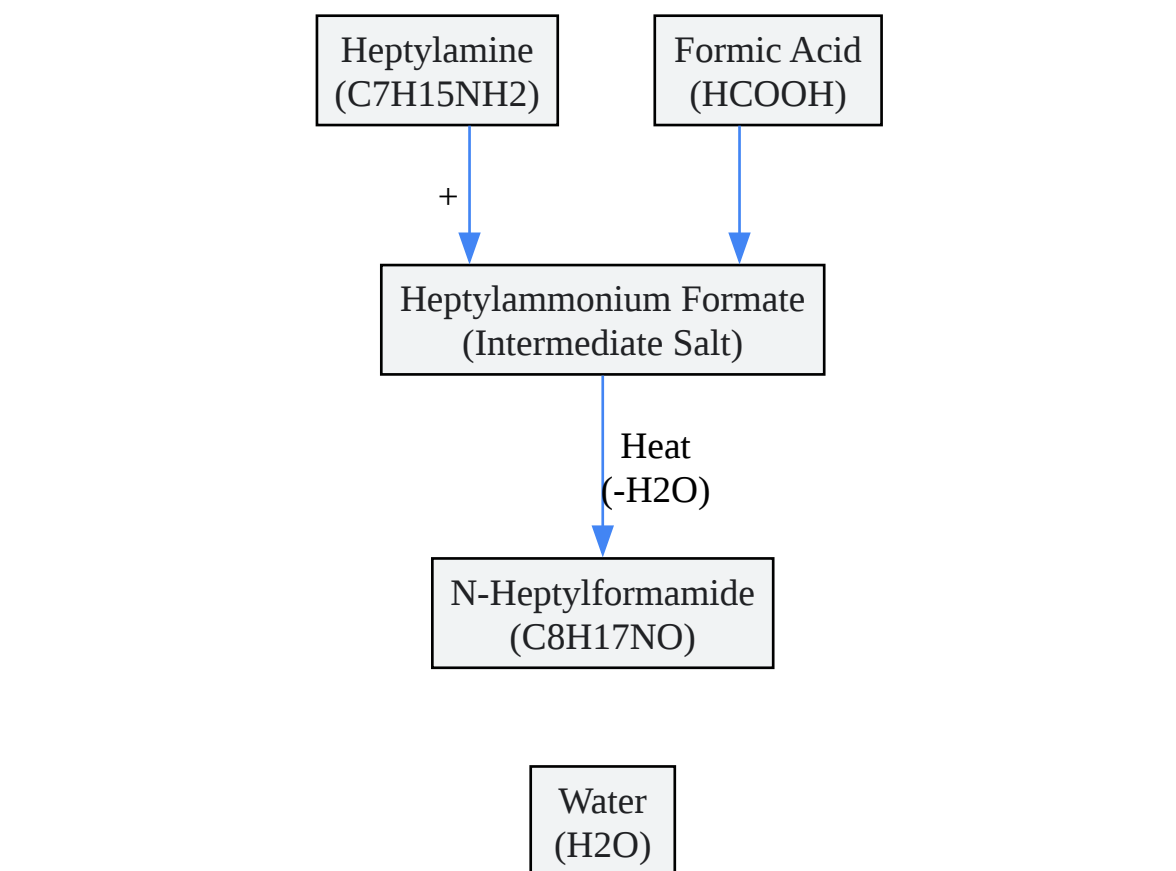 Heptylamine
(C7H15NH2)
Formic Acid
(HCOOH)
+
Heptylammonium Formate
(Intermediate Salt)
Heat
(-H2O)
N-Heptylformamide
(C8H17NO)
Water
(H2O)